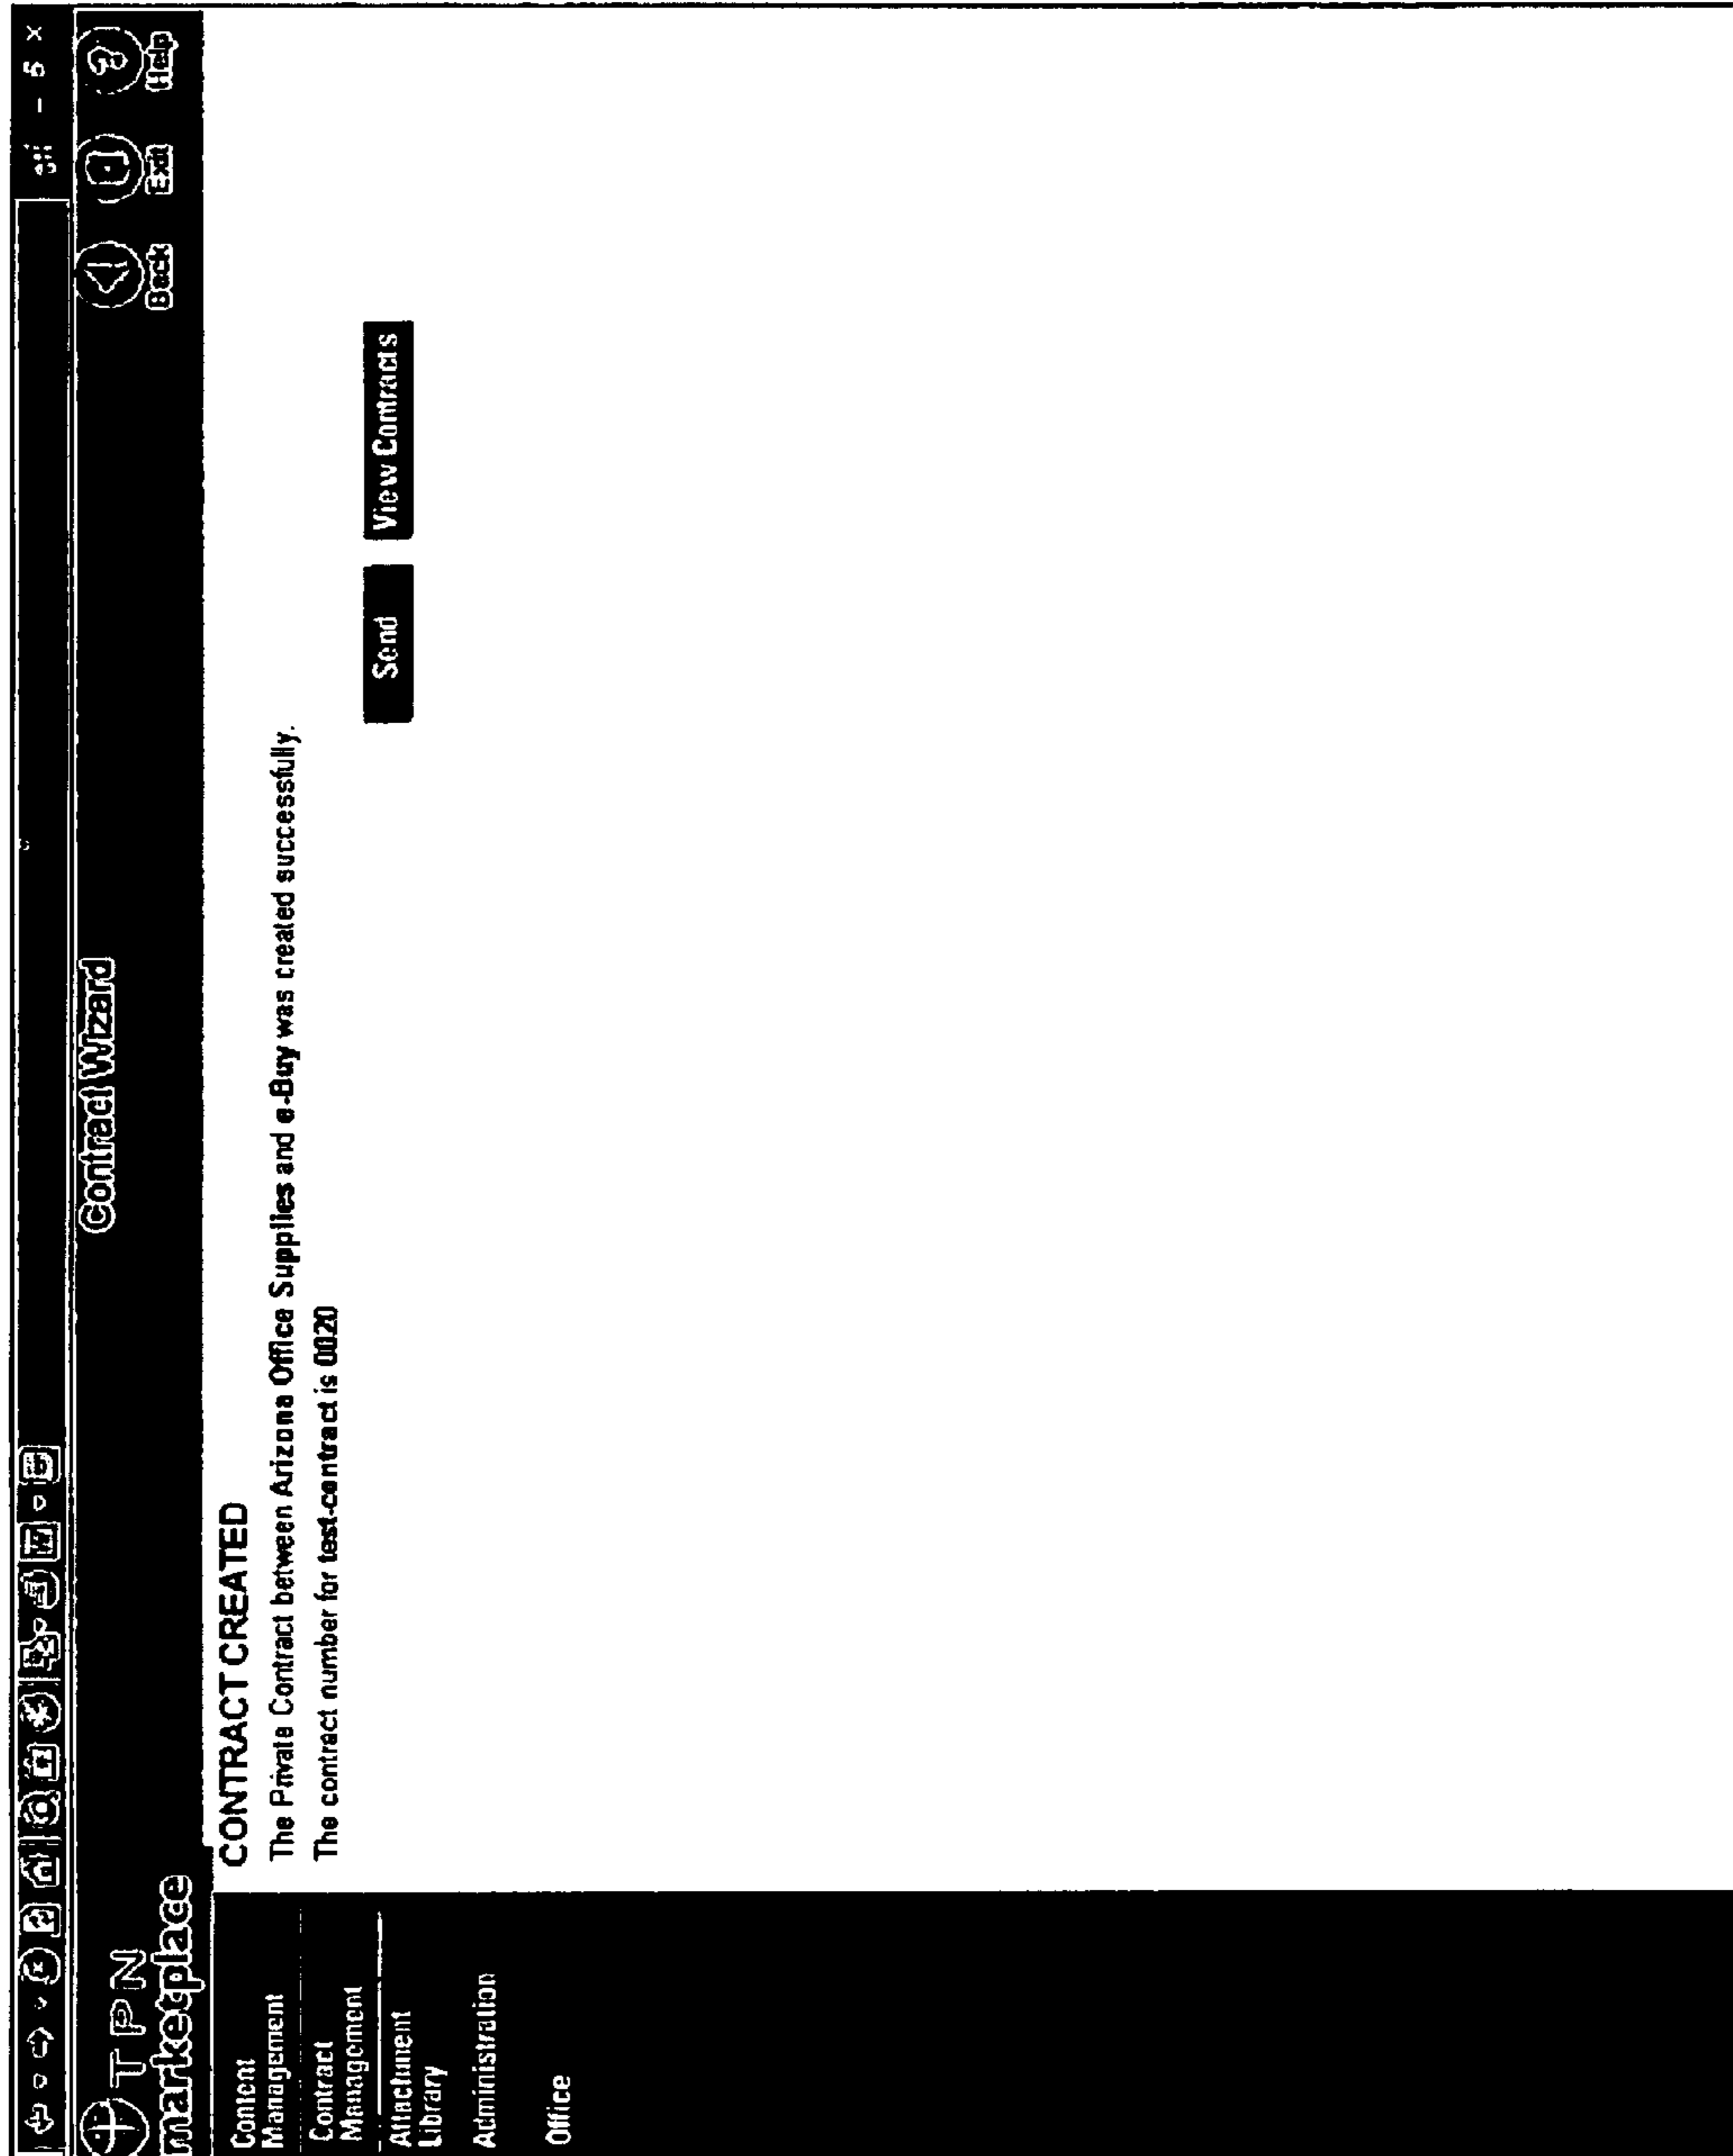 TPN
marketplace
Contract Wizard
Back
Exit
Help
Content
Management
Contract
Management
Attachment
Library
Administration
Office
CONTRACT CREATED
The Private Contract between Arizona Office Supplies and e-Buy was created successfully.
The contract number for test-contract is 0020
Send
View Contracts